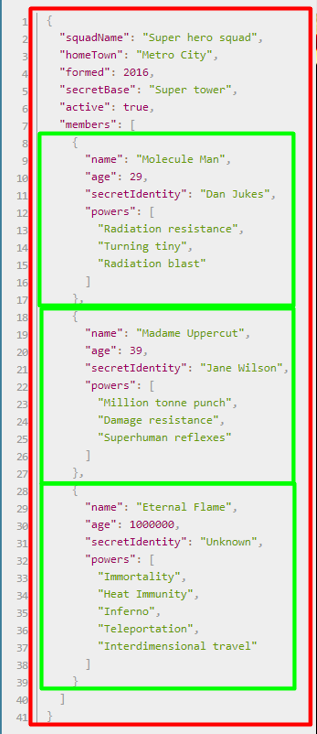 1 {
2 "squadName": "Super hero squad",
3 "homeTown": "Metro City",
4 "formed": 2016,
5 "secretBase": "Super tower",
6 "active": true,
7 "members": [
8 {
9 "name": "Molecule Man",
10 "age": 29,
11 "secretIdentity": "Dan Jukes",
12 "powers": [
13 "Radiation resistance",
14 "Turning tiny",
15 "Radiation blast"
16 ]
17 },
18 {
19 "name": "Madame Uppercut",
20 "age": 39,
21 "secretIdentity": "Jane Wilson",
22 "powers": [
23 "Million tonne punch",
24 "Damage resistance",
25 "Superhuman reflexes"
26 ]
27 },
28 {
29 "name": "Eternal Flame",
30 "age": 1000000,
31 "secretIdentity": "Unknown",
32 "powers": [
33 "Immortality",
34 "Heat Immunity",
35 "Inferno",
36 "Teleportation",
37 "Interdimensional travel"
38 ]
39 }
40 ]
41 }